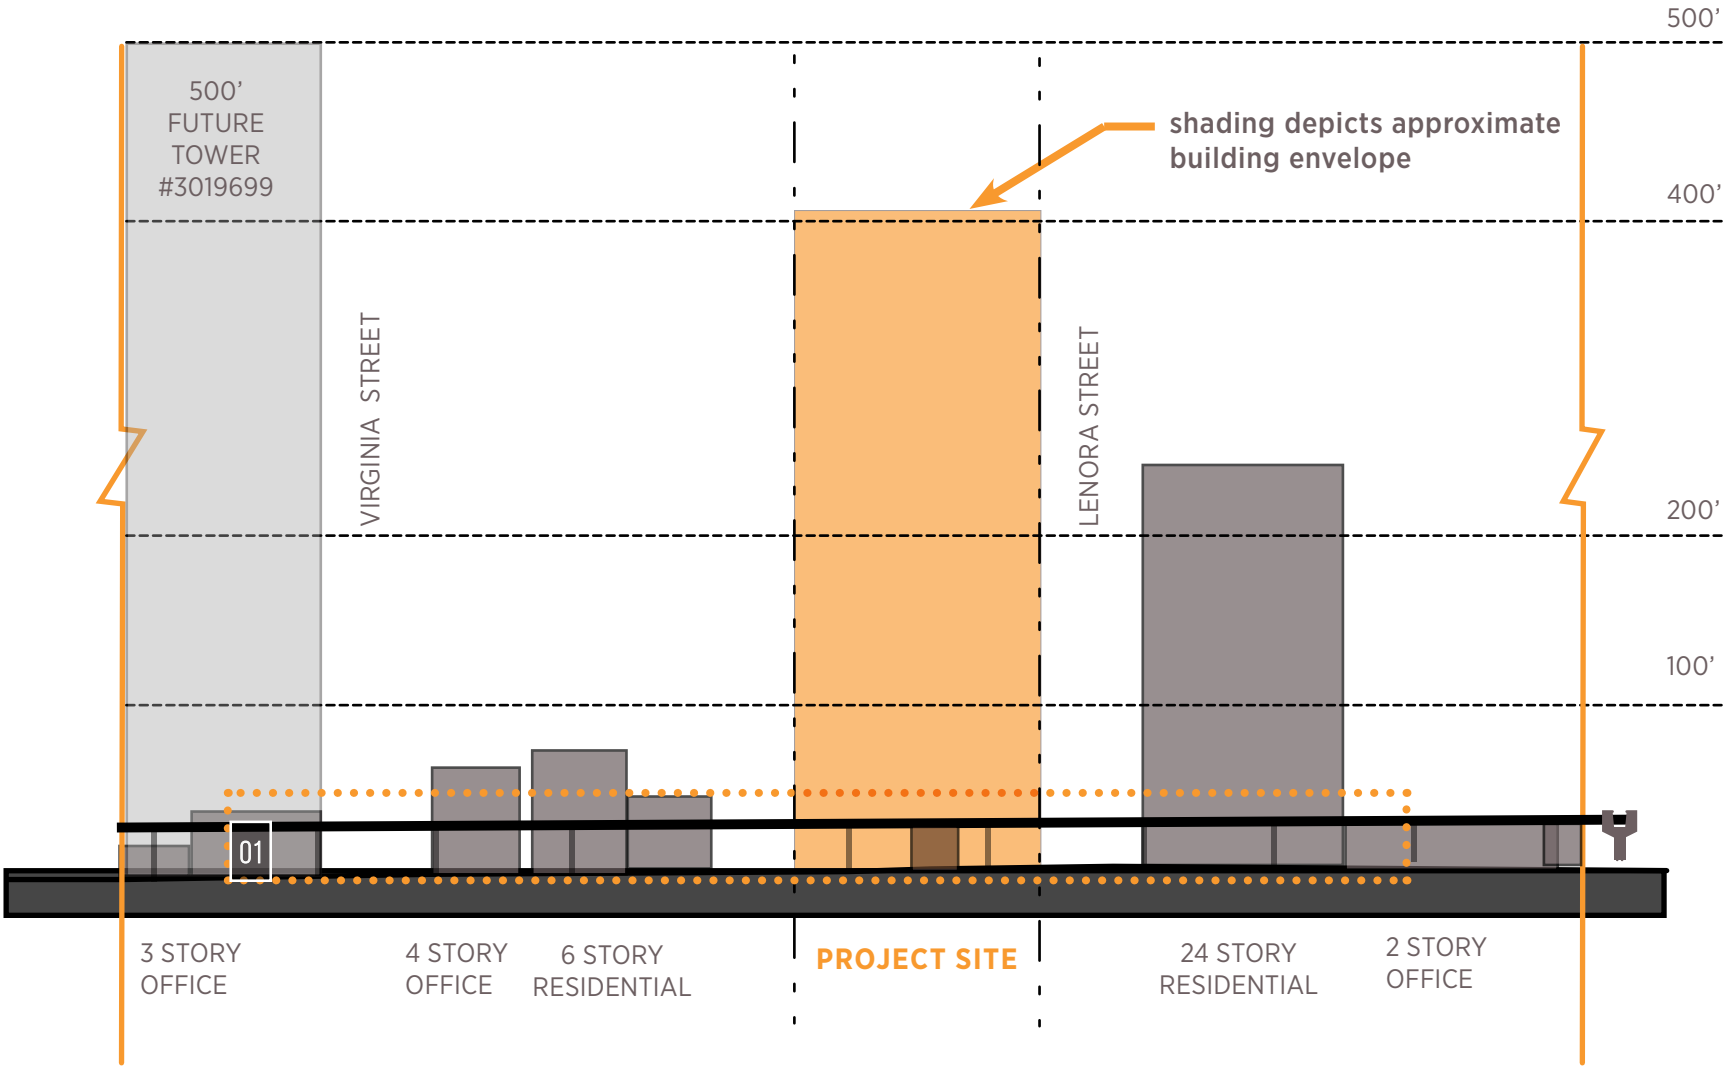 500’
500’
FUTURE
TOWER
#3019699
shading depicts approximate
building envelope
400’
VIRGINIA STREET
LENORA STREET
200’
100’
01
3 STORY
OFFICE
4 STORY
OFFICE
6 STORY
RESIDENTIAL
PROJECT SITE
24 STORY
RESIDENTIAL
2 STORY
OFFICE